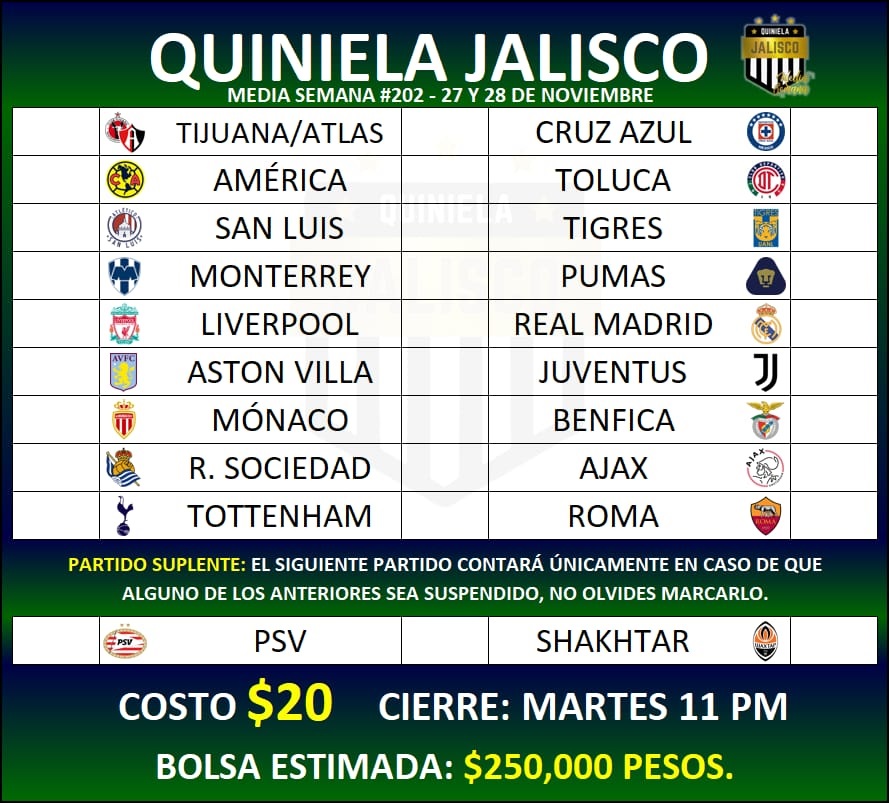 QUINIELA JALISCO
QUINIELA
JALISCO
MEDIA SEMANA #202 - 27 Y 28 DE NOVIEMBRE
TIJUANA/ATLAS CRUZ AZUL
AMÉRICA TOLUCA
SAN LUIS TIGRES
MONTERREY PUMAS
LIVERPOOL REAL MADRID
ASTON VILLA JUVENTUS
MÓNACO BENFICA
R. SOCIEDAD AJAX
TOTTENHAM ROMA
PARTIDO SUPLENTE: EL SIGUIENTE PARTIDO CONTARÁ ÚNICAMENTE EN CASO DE QUE
ALGUNO DE LOS ANTERIORES SEA SUSPENDIDO, NO OLVIDES MARCARLO.
PSV SHAKHTAR
COSTO $20 CIERRE: MARTES 11 PM
BOLSA ESTIMADA: $250,000 PESOS.